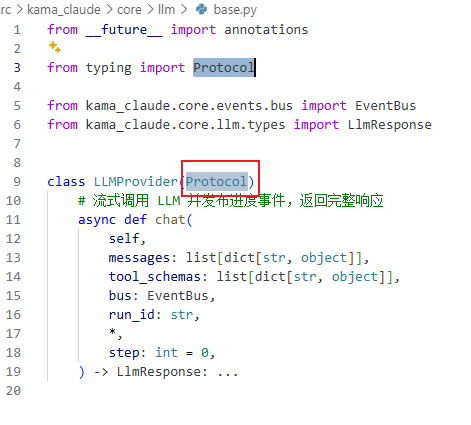 rc > kama_claude > core > llm > base.py
1 from __future__ import annotations
2
3 from typing import Protocol
4
5 from kama_claude.core.events.bus import EventBus
6 from kama_claude.core.llm.types import LlmResponse
7
8
9 class LLMProvider(Protocol)
10     # 流式调用 LLM 并发布进度事件，返回完整响应
11     async def chat(
12         self,
13         messages: list[dict[str, object]],
14         tool_schemas: list[dict[str, object]],
15         bus: EventBus,
16         run_id: str,
17         *,
18         step: int = 0,
19     ) -> LlmResponse: ...
20